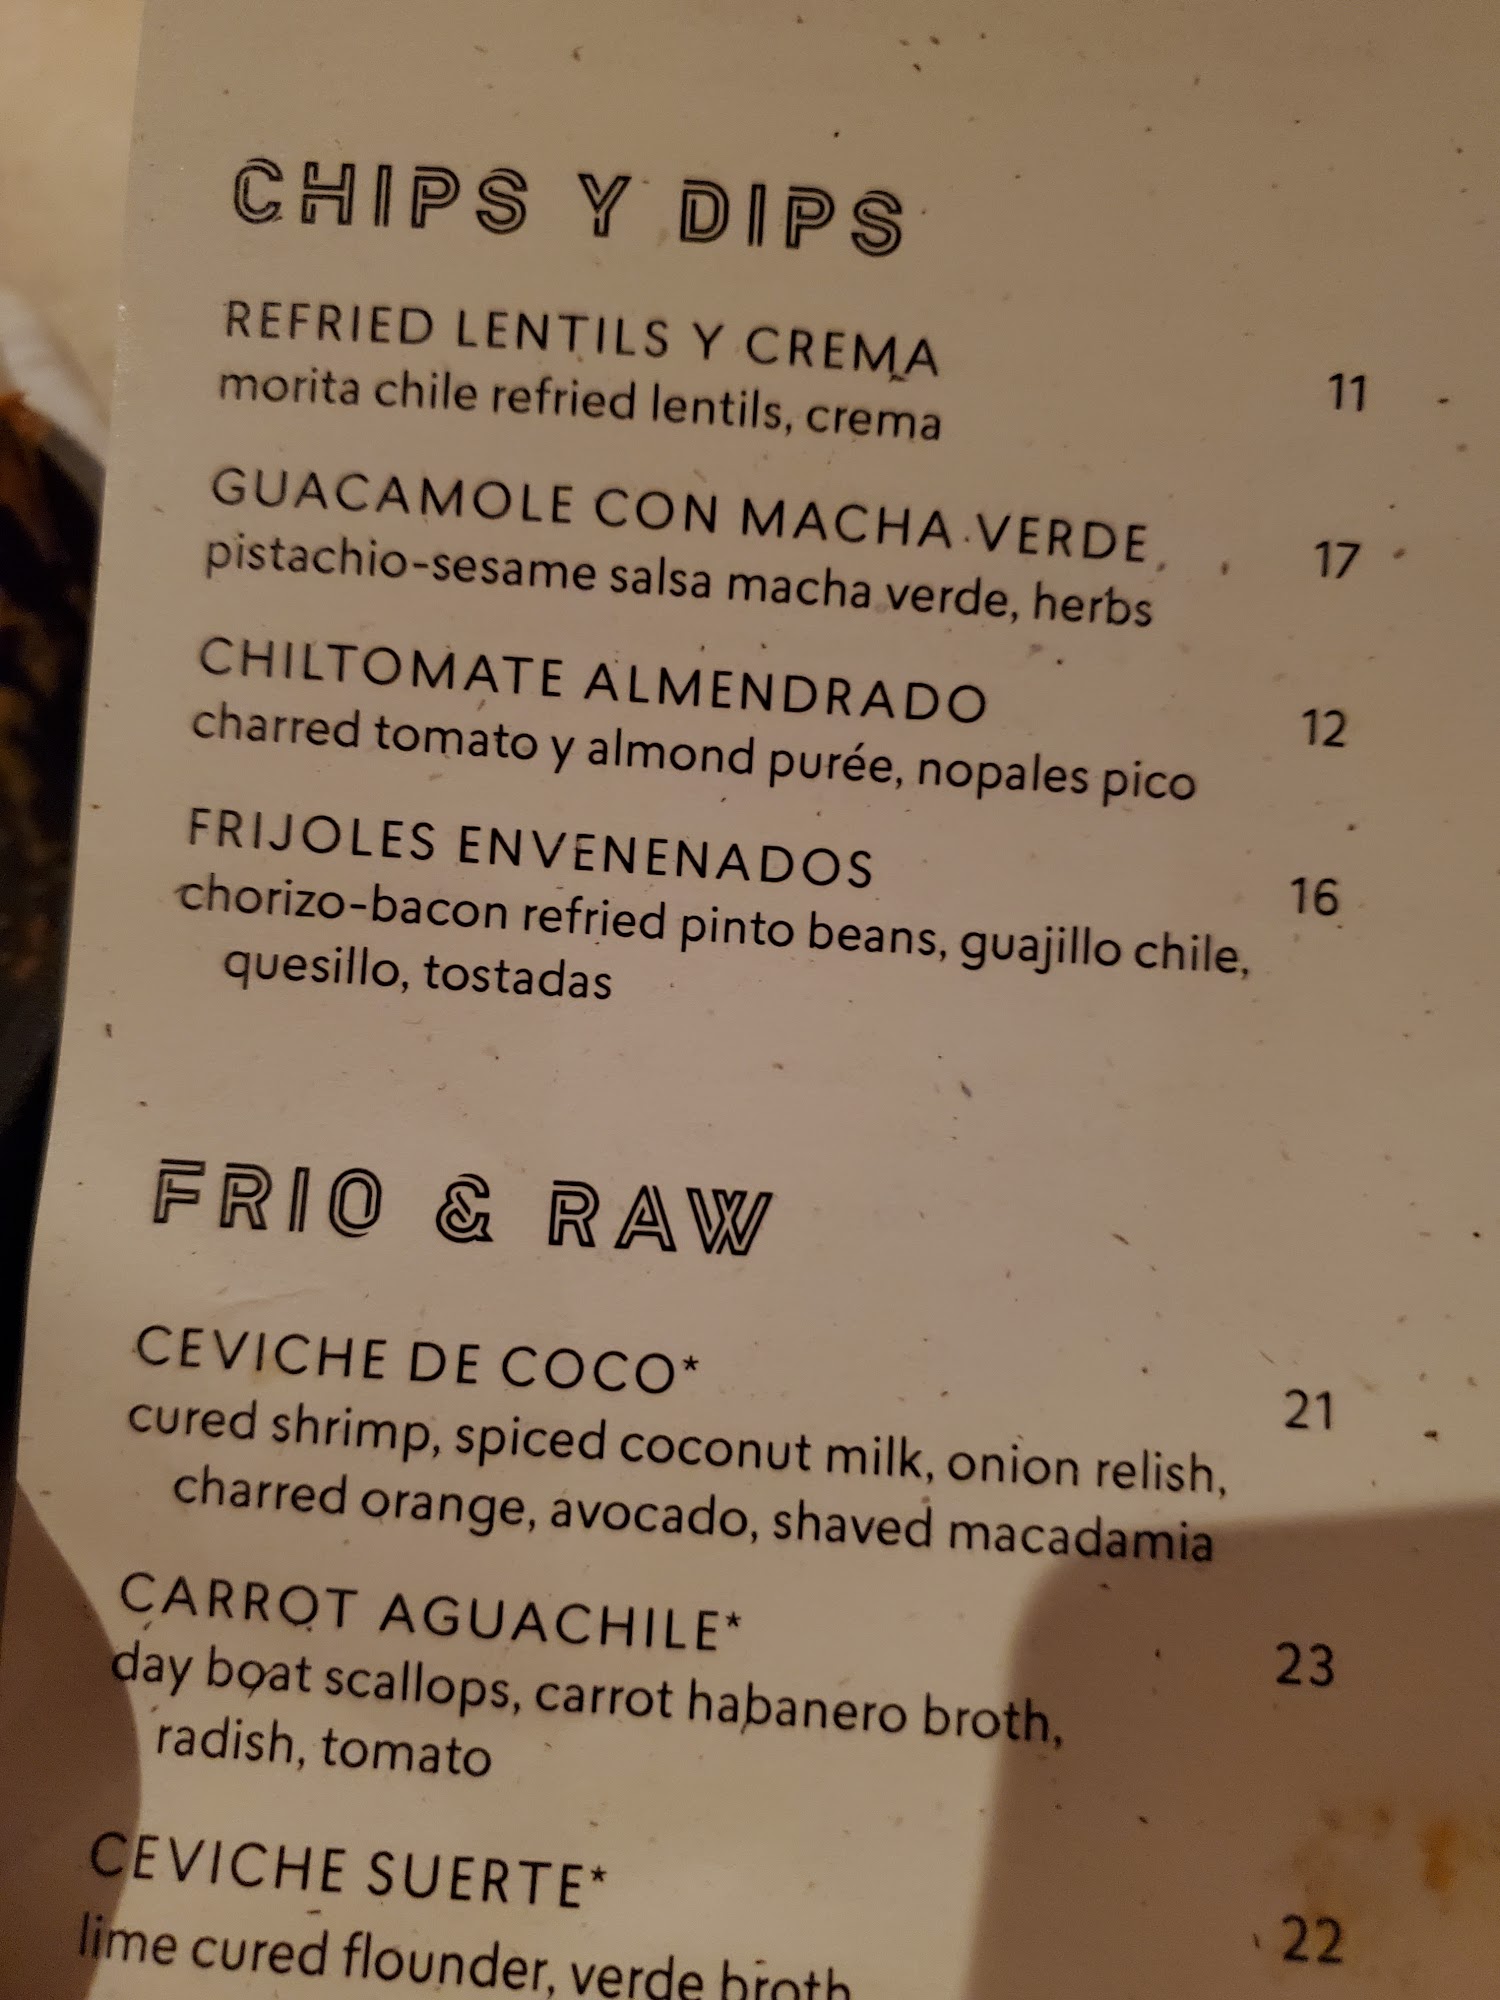 CHIPS Y DIPS
REFRIED LENTILS Y CREMA 11
morita chile refried lentils, crema
GUACAMOLE CON MACHA VERDE 17
pistachio-sesame salsa macha verde, herbs
CHILTOMATE ALMENDRADO 12
charred tomato y almond purée, nopales pico
FRIJOLES ENVENENADOS 16
chorizo-bacon refried pinto beans, guajillo chile,
quesillo, tostadas
FRIO & RAW
CEVICHE DE COCO* 21
cured shrimp, spiced coconut milk, onion relish,
charred orange, avocado, shaved macadamia
CARROT AGUACHILE* 23
day boat scallops, carrot habanero broth,
radish, tomato
CEVICHE SUERTE* 22
lime cured flounder, verde broth